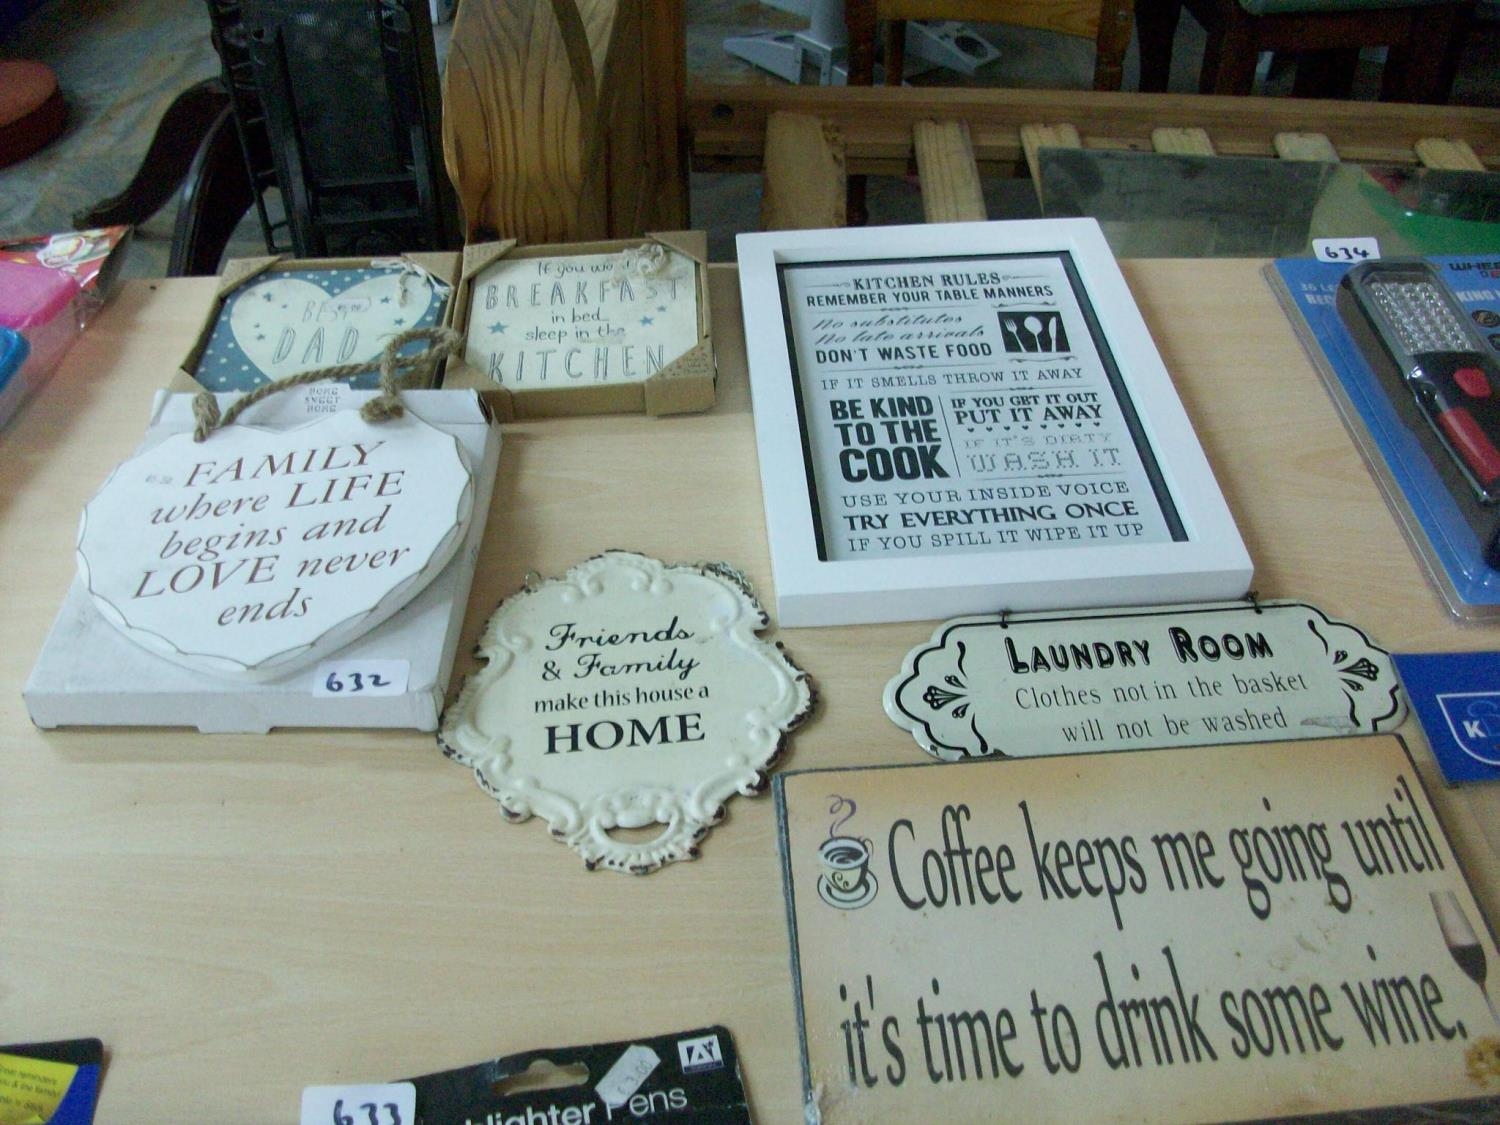 634
BEST
DAD
If you want
BREAKFAST
in bed
sleep in the
KITCHEN
KITCHEN RULES
REMEMBER YOUR TABLE MANNERS
No substitutes
No late arrivals
DON'T WASTE FOOD
IF IT SMELLS THROW IT AWAY
BE KIND
TO THE
COOK
IF YOU GET IT OUT
PUT IT AWAY
IF IT'S DIRTY
WASH IT
USE YOUR INSIDE VOICE
TRY EVERYTHING ONCE
IF YOU SPILL IT WIPE IT UP
HOME
SWEET
HOME
FAMILY
where LIFE
begins and
LOVE never
ends
632
Friends
& Family
make this house a
HOME
LAUNDRY ROOM
Clothes not in the basket
will not be washed
Coffee keeps me going until
it's time to drink some wine.
633
lighter Pens